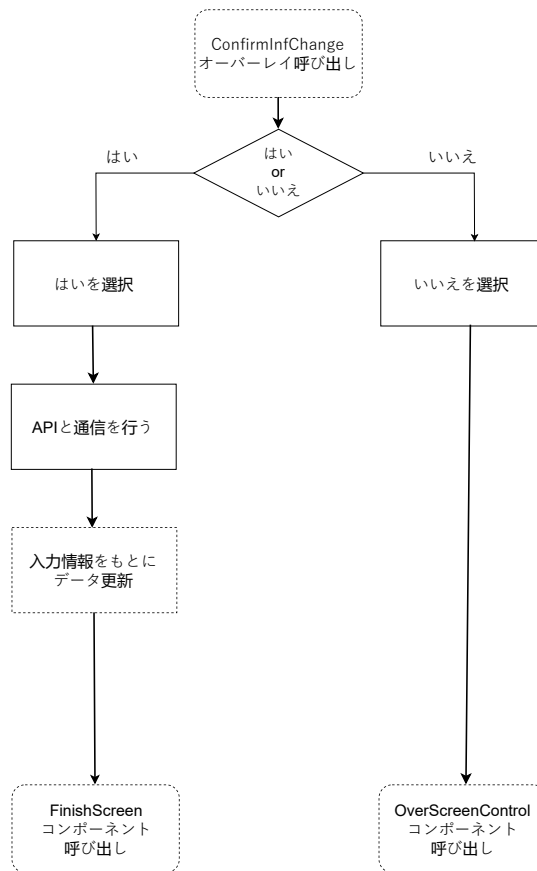 ConfirmInfChange
オーバーレイ呼び出し
はい
はい
or
いいえ
いいえ
はいを選択
いいえを選択
APIと通信を行う
入力情報をもとに
データ更新
FinishScreen
コンポーネント
呼び出し
OverScreenControl
コンポーネント
呼び出し